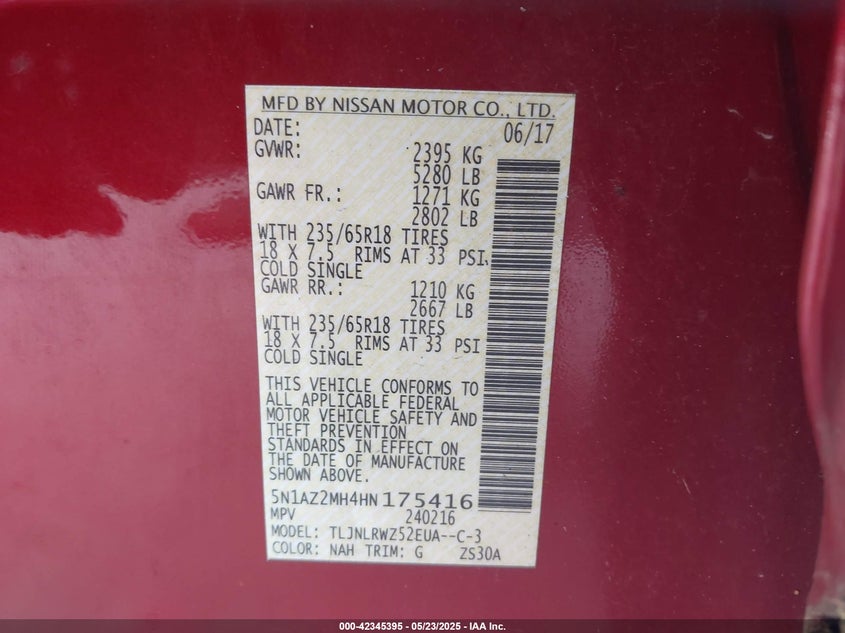 MFD BY NISSAN MOTOR CO., LTD.
DATE: 06/17
GVWR: 2395 KG
5280 LB
GAWR FR.: 1271 KG
2802 LB
WITH 235/65R18 TIRES
18 X 7.5 RIMS AT 33 PSI.
COLD SINGLE
GAWR RR.: 1210 KG
2667 LB
WITH 235/65R18 TIRES
18 X 7.5 RIMS AT 33 PSI
COLD SINGLE
THIS VEHICLE CONFORMS TO
ALL APPLICABLE FEDERAL
MOTOR VEHICLE SAFETY AND
THEFT PREVENTION
STANDARDS IN EFFECT ON
THE DATE OF MANUFACTURE
SHOWN ABOVE.
5N1AZ2MH4HN175416
MPV 240216
MODEL: TLJNLRWZ52EUA--C-3
COLOR: NAH TRIM: G ZS30A
000-42345395 - 05/23/2025 - IAA Inc.